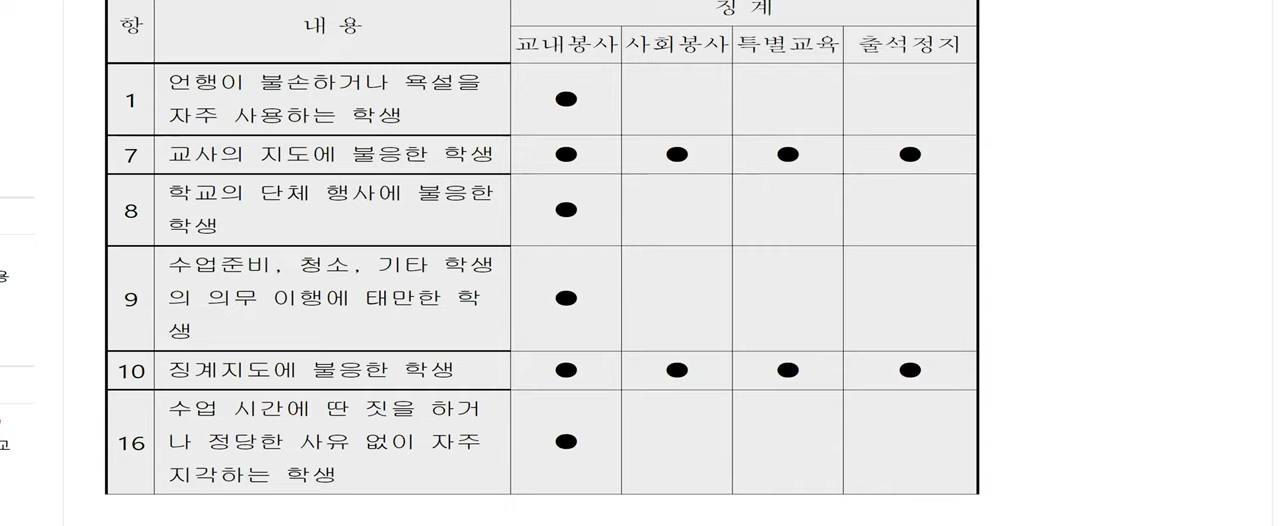 징 계
항 내 용
교내봉사 사회봉사 특별교육 출석정지
1 언행이 불손하거나 욕설을
자주 사용하는 학생 ●
7 교사의 지도에 불응한 학생 ● ● ● ●
8 학교의 단체 행사에 불응한
학생 ●
9 수업준비, 청소, 기타 학생
의 의무 이행에 태만한 학
생 ●
10 징계지도에 불응한 학생 ● ● ● ●
16 수업 시간에 딴 짓을 하거
나 정당한 사유 없이 자주
지각하는 학생 ●
교